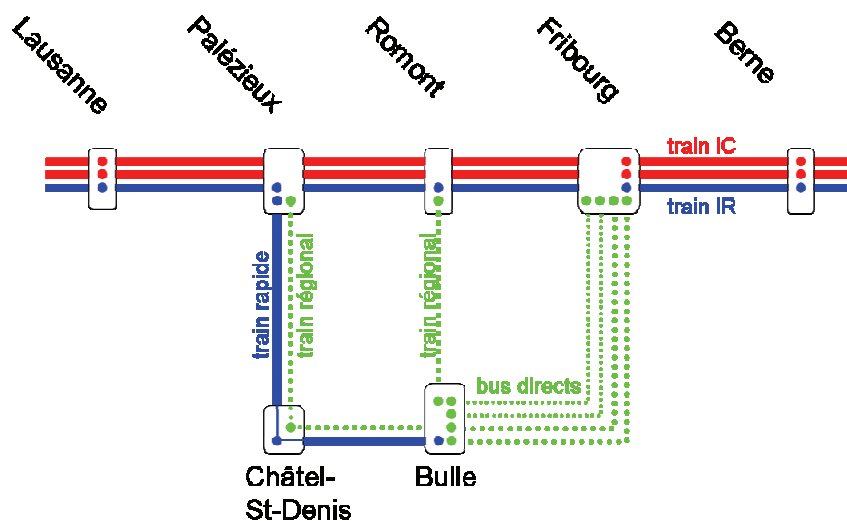 Lausanne
Palézieux
Romont
Fribourg
Berne
train IC
train IR
train rapide
train régional
train régional
bus directs
Châtel-
St-Denis
Bulle